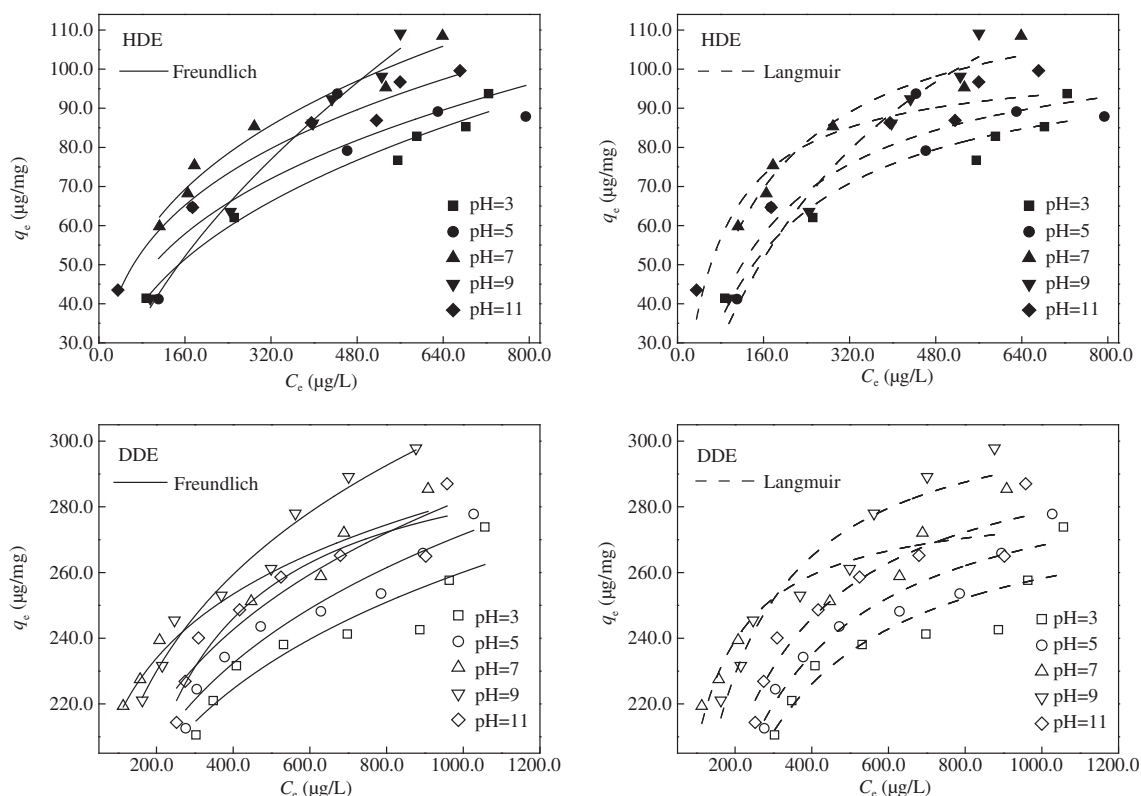 110.0
100.0
90.0
80.0
70.0
60.0
50.0
40.0
30.0
qe (μg/mg)
HDE
Freundlich
pH=3
pH=5
pH=7
pH=9
pH=11
0.0 160.0 320.0 480.0 640.0 800.0
Ce (μg/L)
110.0
100.0
90.0
80.0
70.0
60.0
50.0
40.0
30.0
qe (μg/mg)
HDE
Langmuir
pH=3
pH=5
pH=7
pH=9
pH=11
0.0 160.0 320.0 480.0 640.0 800.0
Ce (μg/L)
300.0
280.0
260.0
240.0
220.0
qe (μg/mg)
DDE
Freundlich
pH=3
pH=5
pH=7
pH=9
pH=11
200.0 400.0 600.0 800.0 1000.0 1200.0
Ce (μg/L)
300.0
280.0
260.0
240.0
220.0
qe (μg/mg)
DDE
Langmuir
pH=3
pH=5
pH=7
pH=9
pH=11
200.0 400.0 600.0 800.0 1000.0 1200.0
Ce (μg/L)